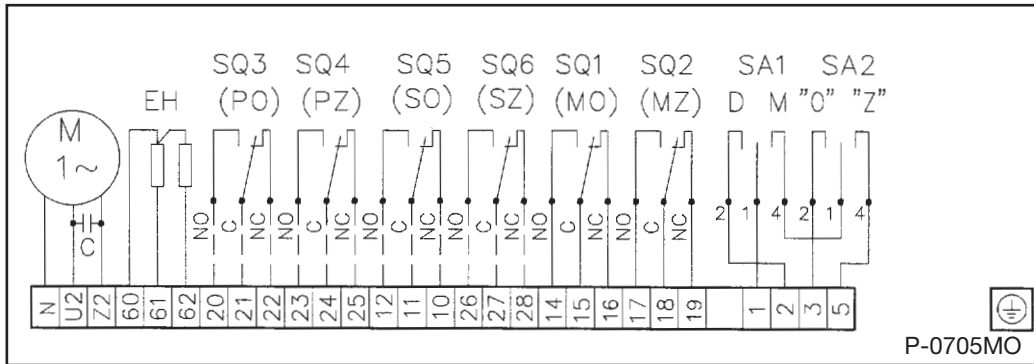 SQ3 SQ4 SQ5 SQ6 SQ1 SQ2 SA1 SA2
EH (PO) (PZ) (SO) (SZ) (MO) (MZ) D M "0" "Z"
M
1~
C
NO C NC NO C NC NO C NC NO C NC NO C NC NO C NC 2 1 4 2 1 4
N U2 Z2 60 61 62 20 21 22 23 24 25 12 11 10 26 27 28 14 15 16 17 18 19 1 2 3 5
P-0705MO